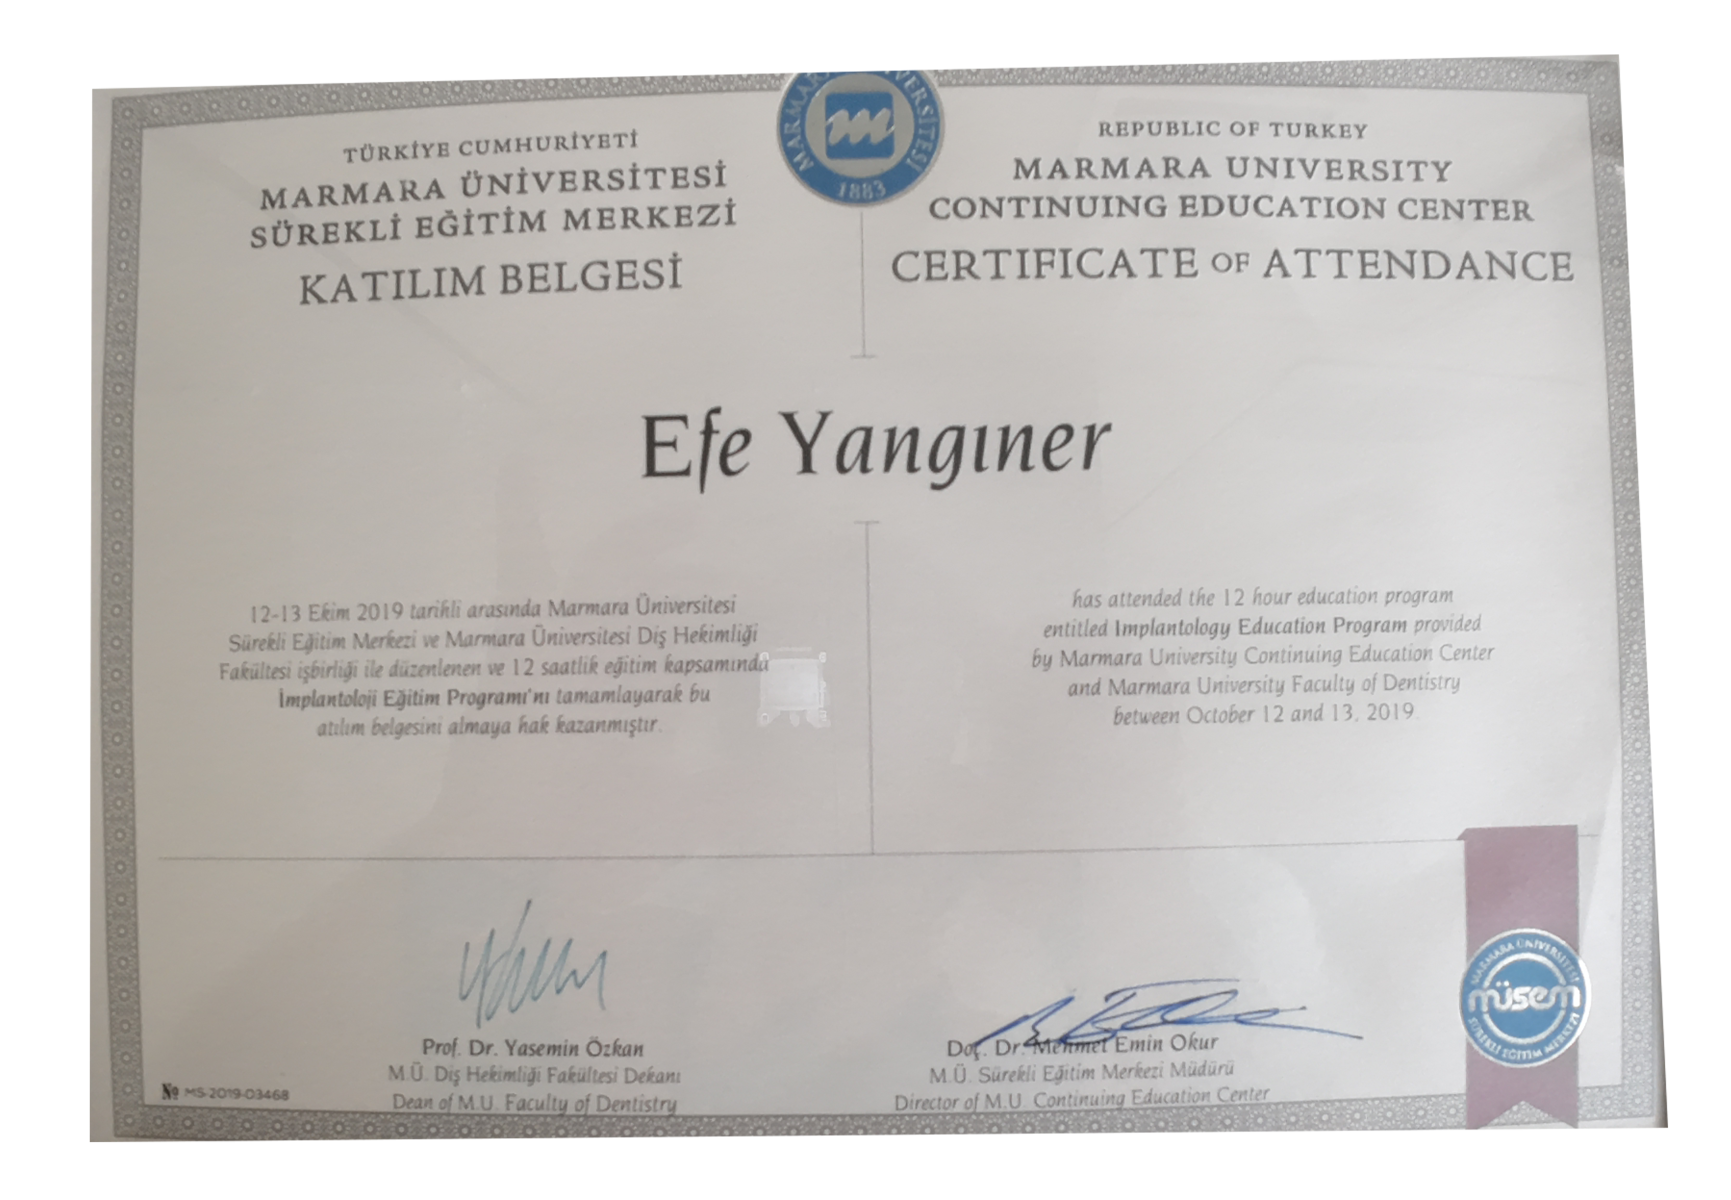 TÜRKİYE CUMHURİYETİ
MARMARA ÜNİVERSİTESİ
SÜREKLİ EĞİTİM MERKEZİ
KATILIM BELGESİ
MARMARA ÜNİVERSİTESİ
m
1883
REPUBLIC OF TURKEY
MARMARA UNIVERSITY
CONTINUING EDUCATION CENTER
CERTIFICATE OF ATTENDANCE
Efe Yangıner
12-13 Ekim 2019 tarihli arasında Marmara Üniversitesi
Sürekli Eğitim Merkezi ve Marmara Üniversitesi Diş Hekimliği
Fakültesi işbirliği ile düzenlenen ve 12 saatlik eğitim kapsamında
İmplantoloji Eğitim Programı'nı tamamlayarak bu
atılım belgesini almaya hak kazanmıştır.
has attended the 12 hour education program
entitled Implantology Education Program provided
by Marmara University Continuing Education Center
and Marmara University Faculty of Dentistry
between October 12 and 13, 2019.
Prof. Dr. Yasemin Özkan
M.Ü. Diş Hekimliği Fakültesi Dekanı
Dean of M.U. Faculty of Dentistry
Doç. Dr. Mehmet Emin Okur
M.Ü. Sürekli Eğitim Merkezi Müdürü
Director of M.U. Continuing Education Center
№ MS-2019-03468
MARMARA ÜNİVERSİTESİ
müsem
SÜREKLİ EĞİTİM MERKEZİ